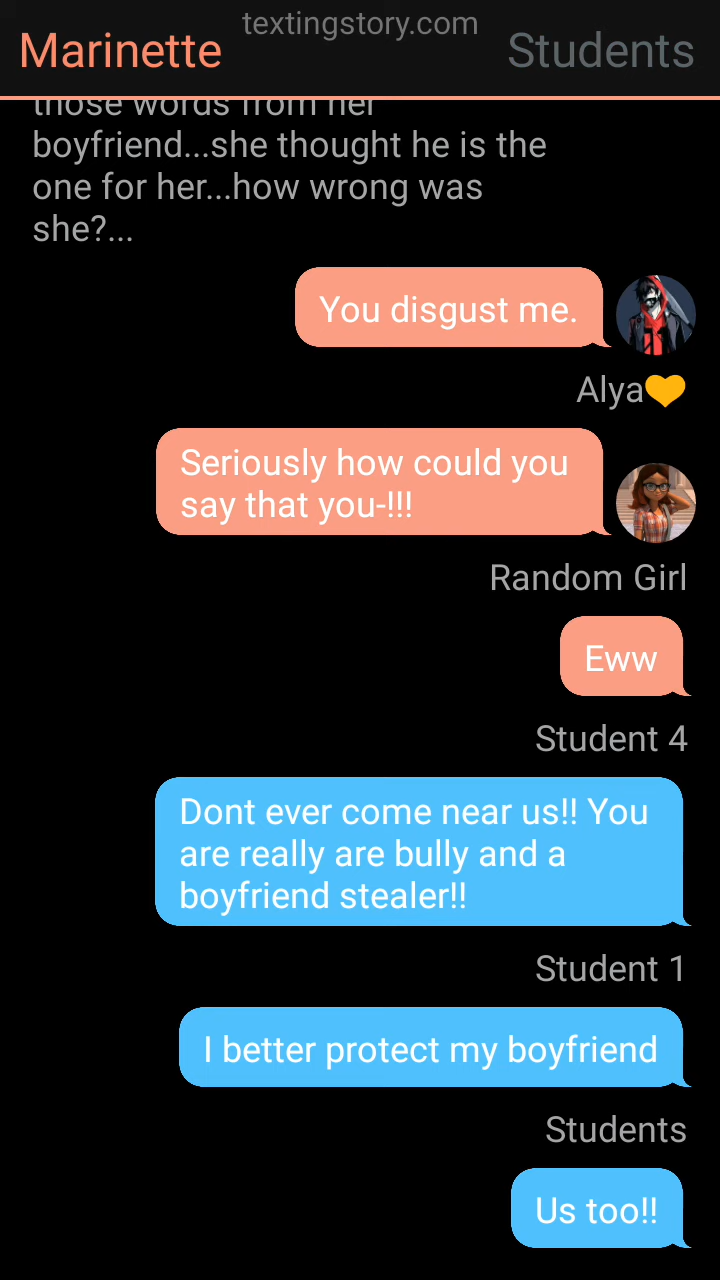 textingstory.com
Marinette
Students
those words from her
boyfriend...she thought he is the
one for her...how wrong was
she?...
You disgust me.
Alya🧡
Seriously how could you
say that you-!!!
Random Girl
Eww
Student 4
Dont ever come near us!! You
are really are bully and a
boyfriend stealer!!
Student 1
I better protect my boyfriend
Students
Us too!!